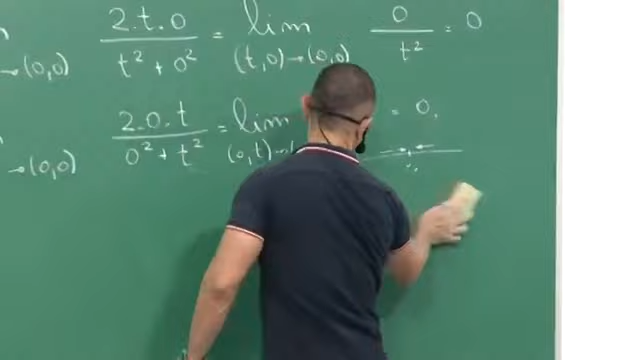 2.t.0 / t² + 0² = lim (t,0)→(0,0) 0 / t² = 0
→(0,0)
2.0.t / 0² + t² = lim (0,t)→ = 0.
→(0,0)